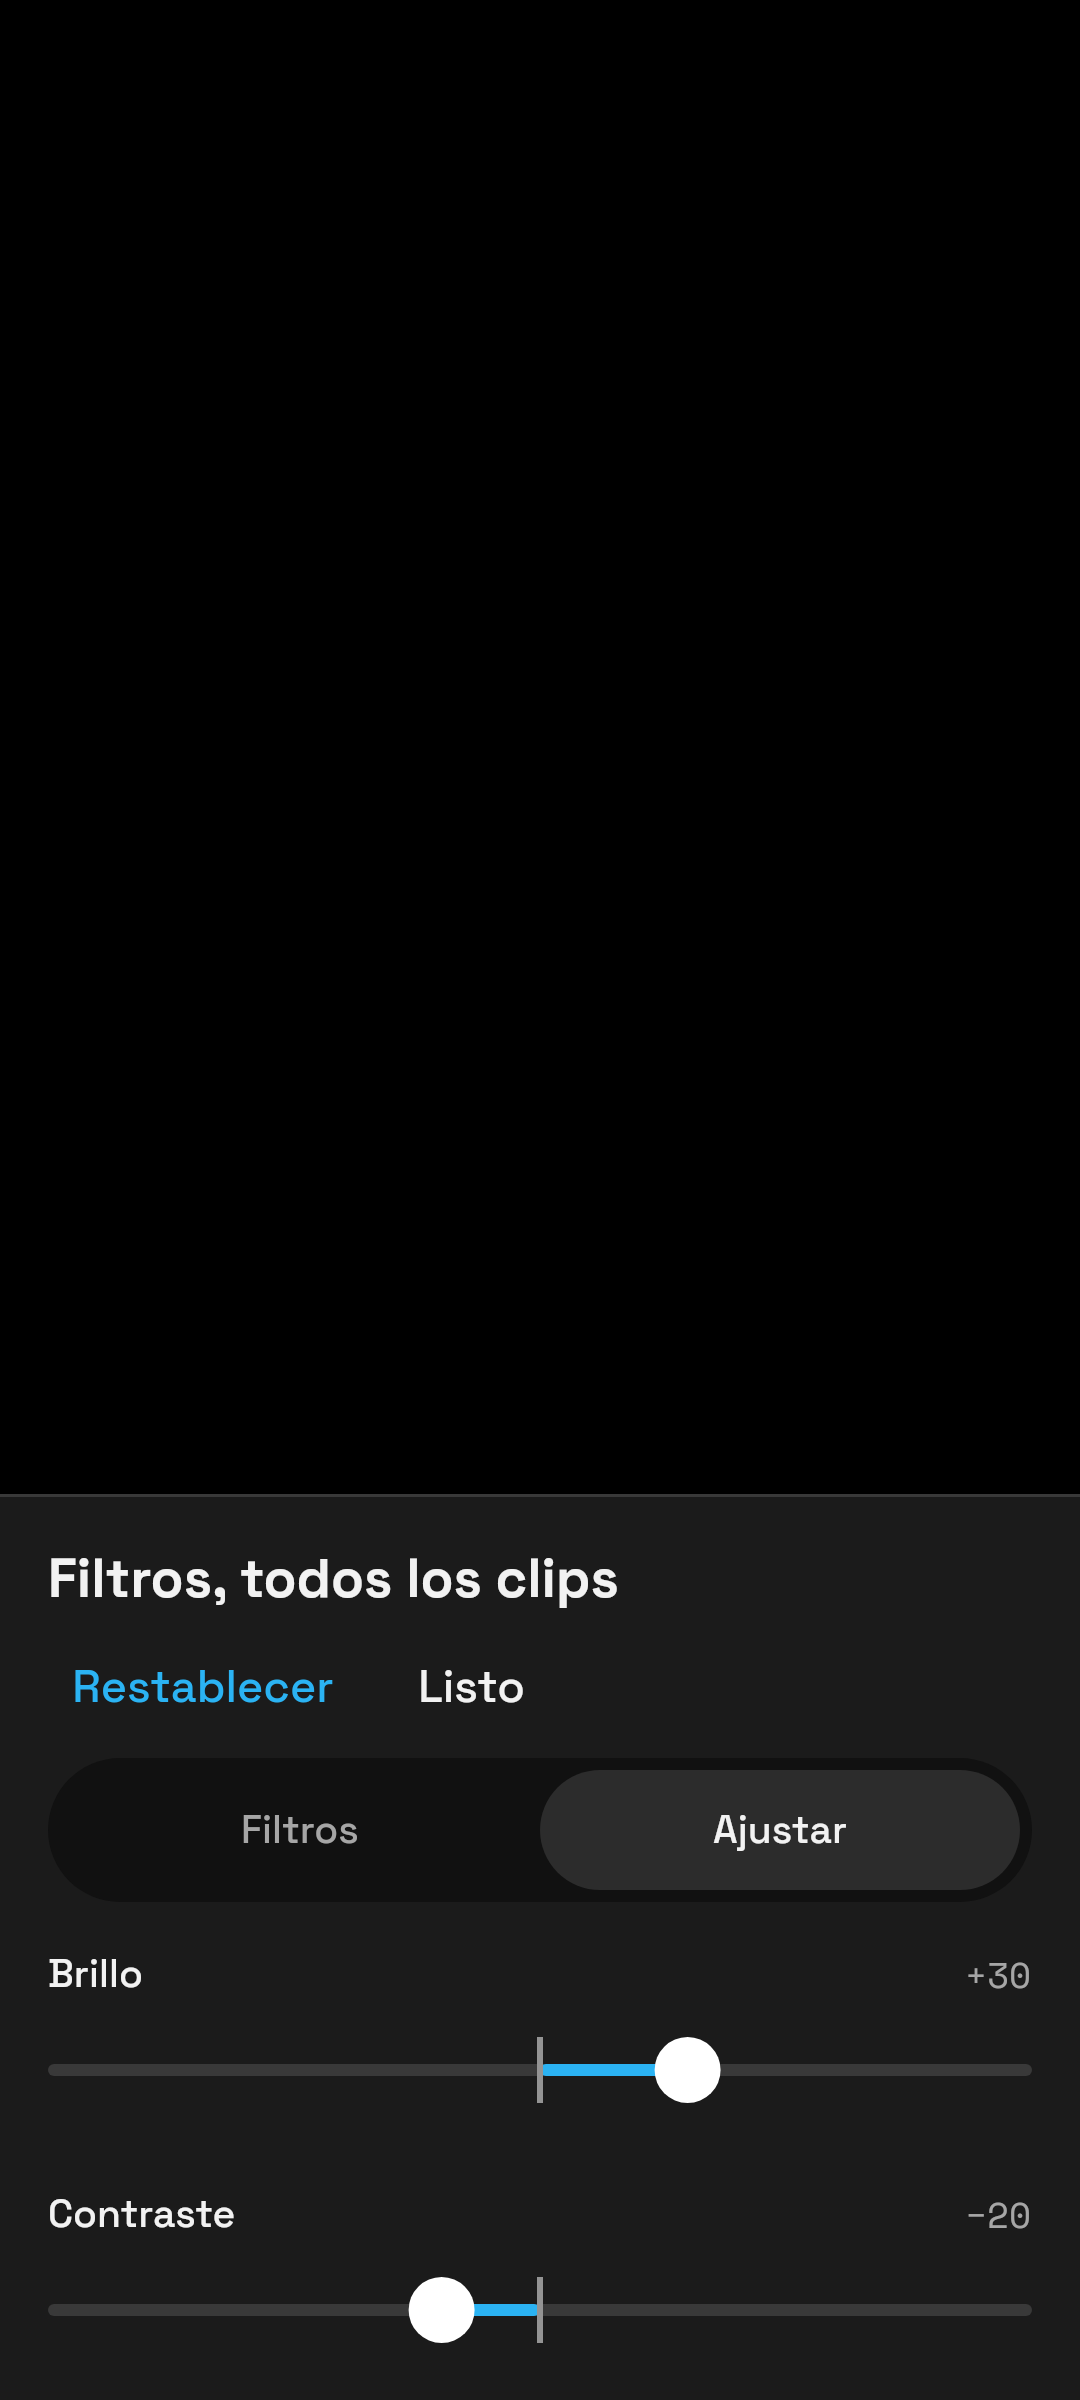 Filtros, todos los clips
Restablecer Listo
Filtros Ajustar
Brillo +30
Contraste -20